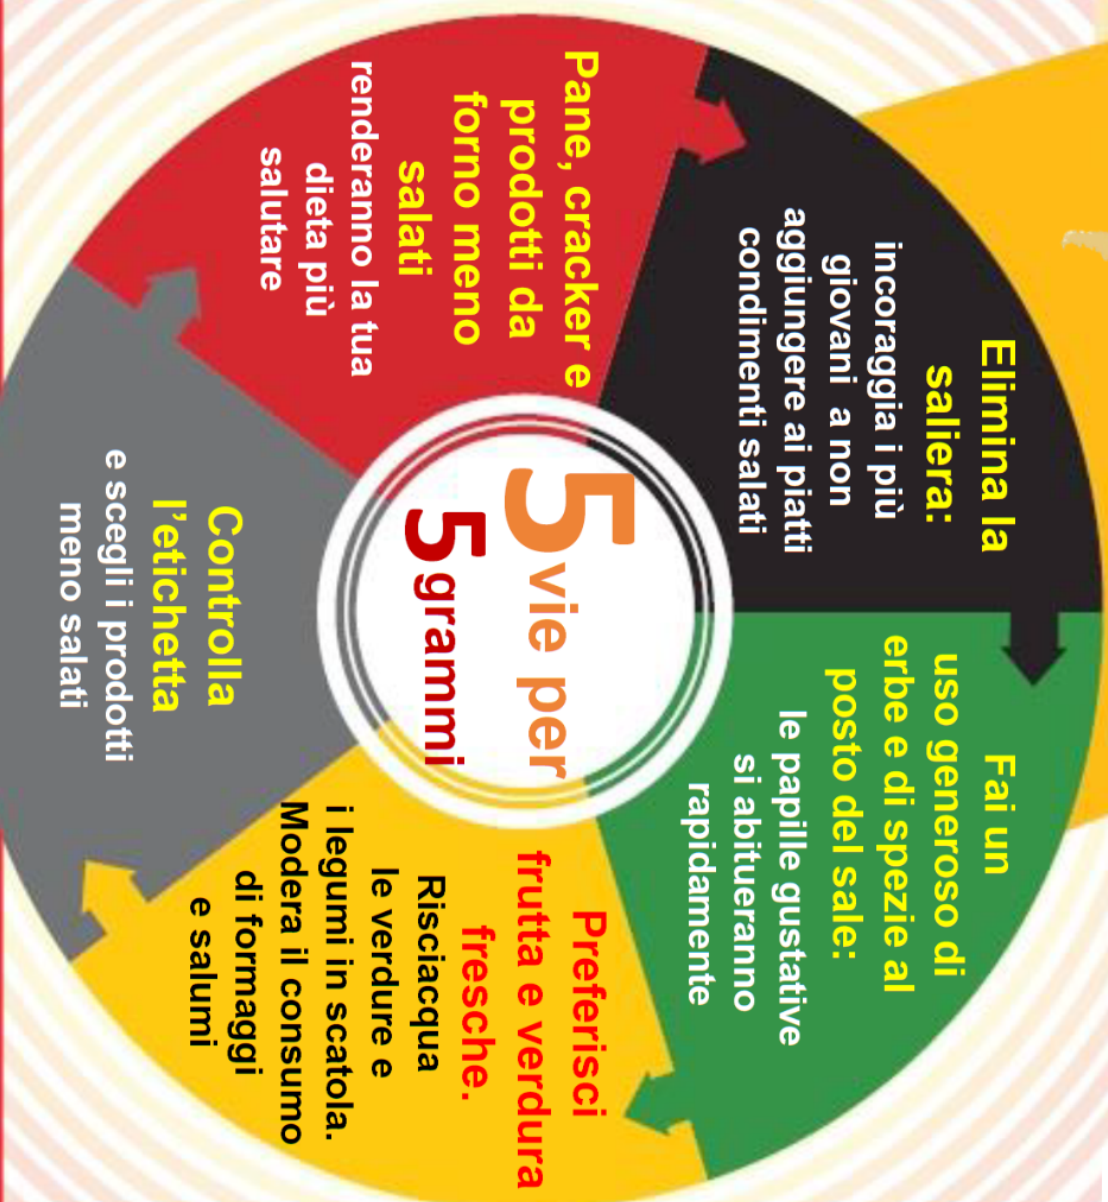 5 vie per
5 grammi
Elimina la
saliera:
incoraggia i più
giovani a non
aggiungere ai piatti
condimenti salati
Fai un
uso generoso di
erbe e di spezie al
posto del sale:
le papille gustative
si abitueranno
rapidamente
Preferisci
frutta e verdura
fresche.
Risciacqua
le verdure e
i legumi in scatola.
Modera il consumo
di formaggi
e salumi
Controlla
l'etichetta
e scegli i prodotti
meno salati
Pane, cracker e
prodotti da
forno meno
salati
renderanno la tua
dieta più
salutare